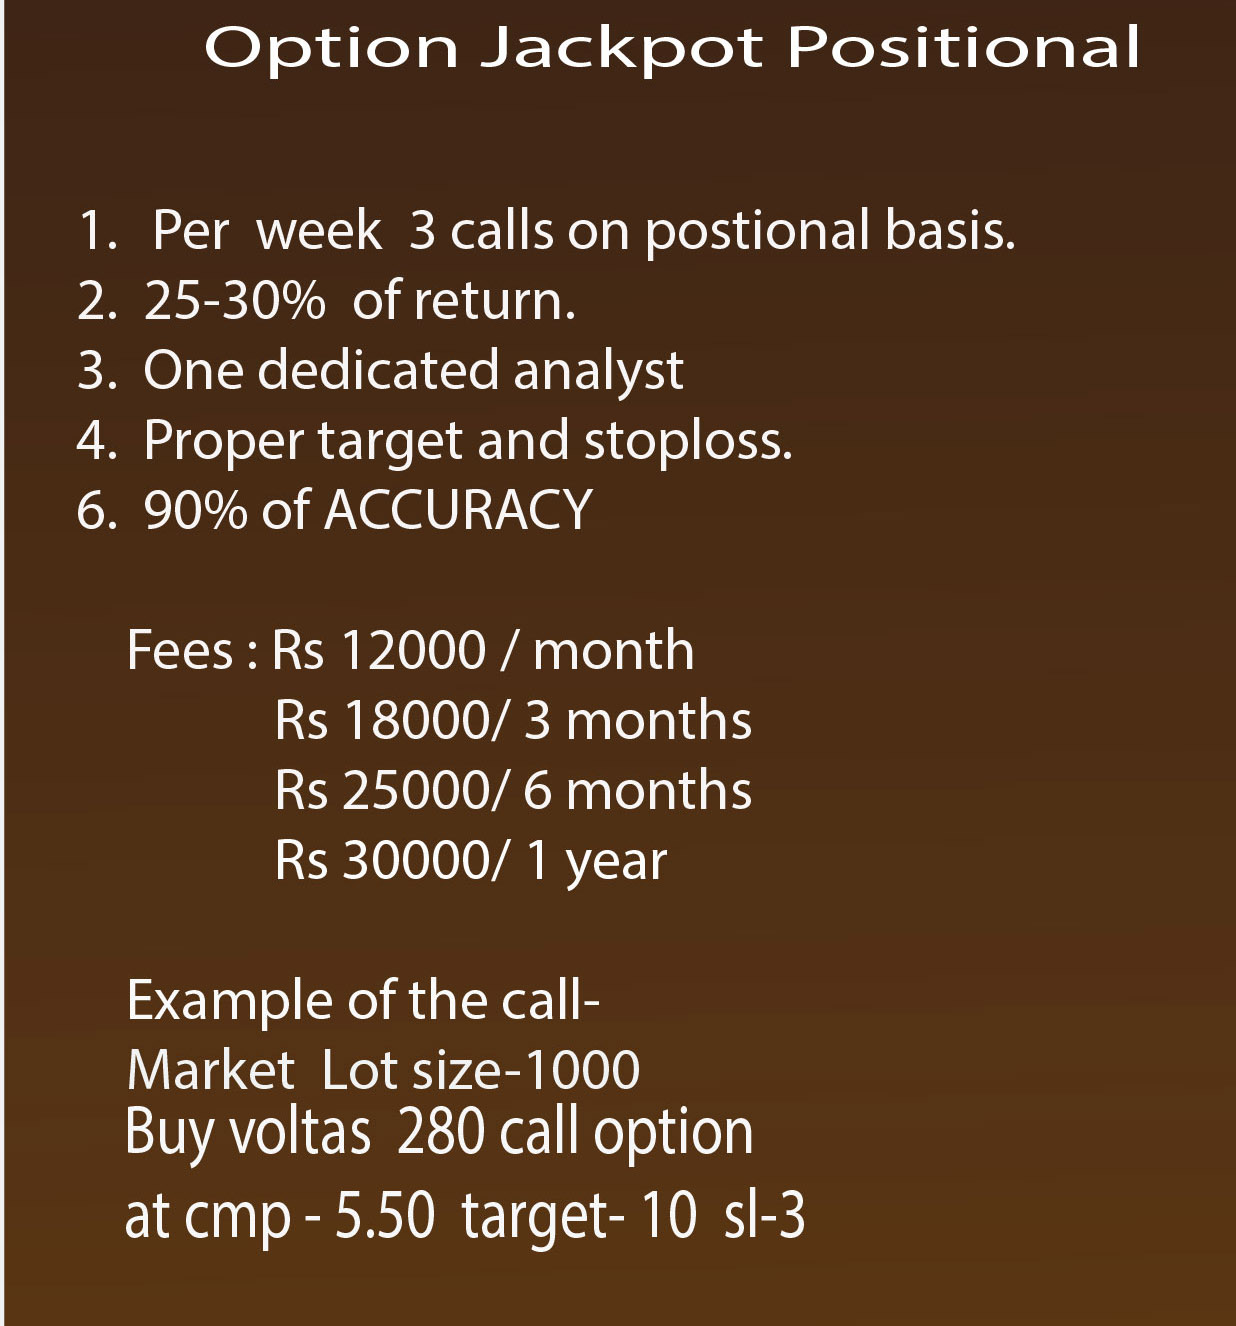 Option Jackpot Positional
1. Per week 3 calls on postional basis.
2. 25-30% of return.
3. One dedicated analyst
4. Proper target and stoploss.
6. 90% of ACCURACY
Fees : Rs 12000 / month
Rs 18000/ 3 months
Rs 25000/ 6 months
Rs 30000/ 1 year
Example of the call-
Market Lot size-1000
Buy voltas 280 call option
at cmp - 5.50 target- 10 sl-3